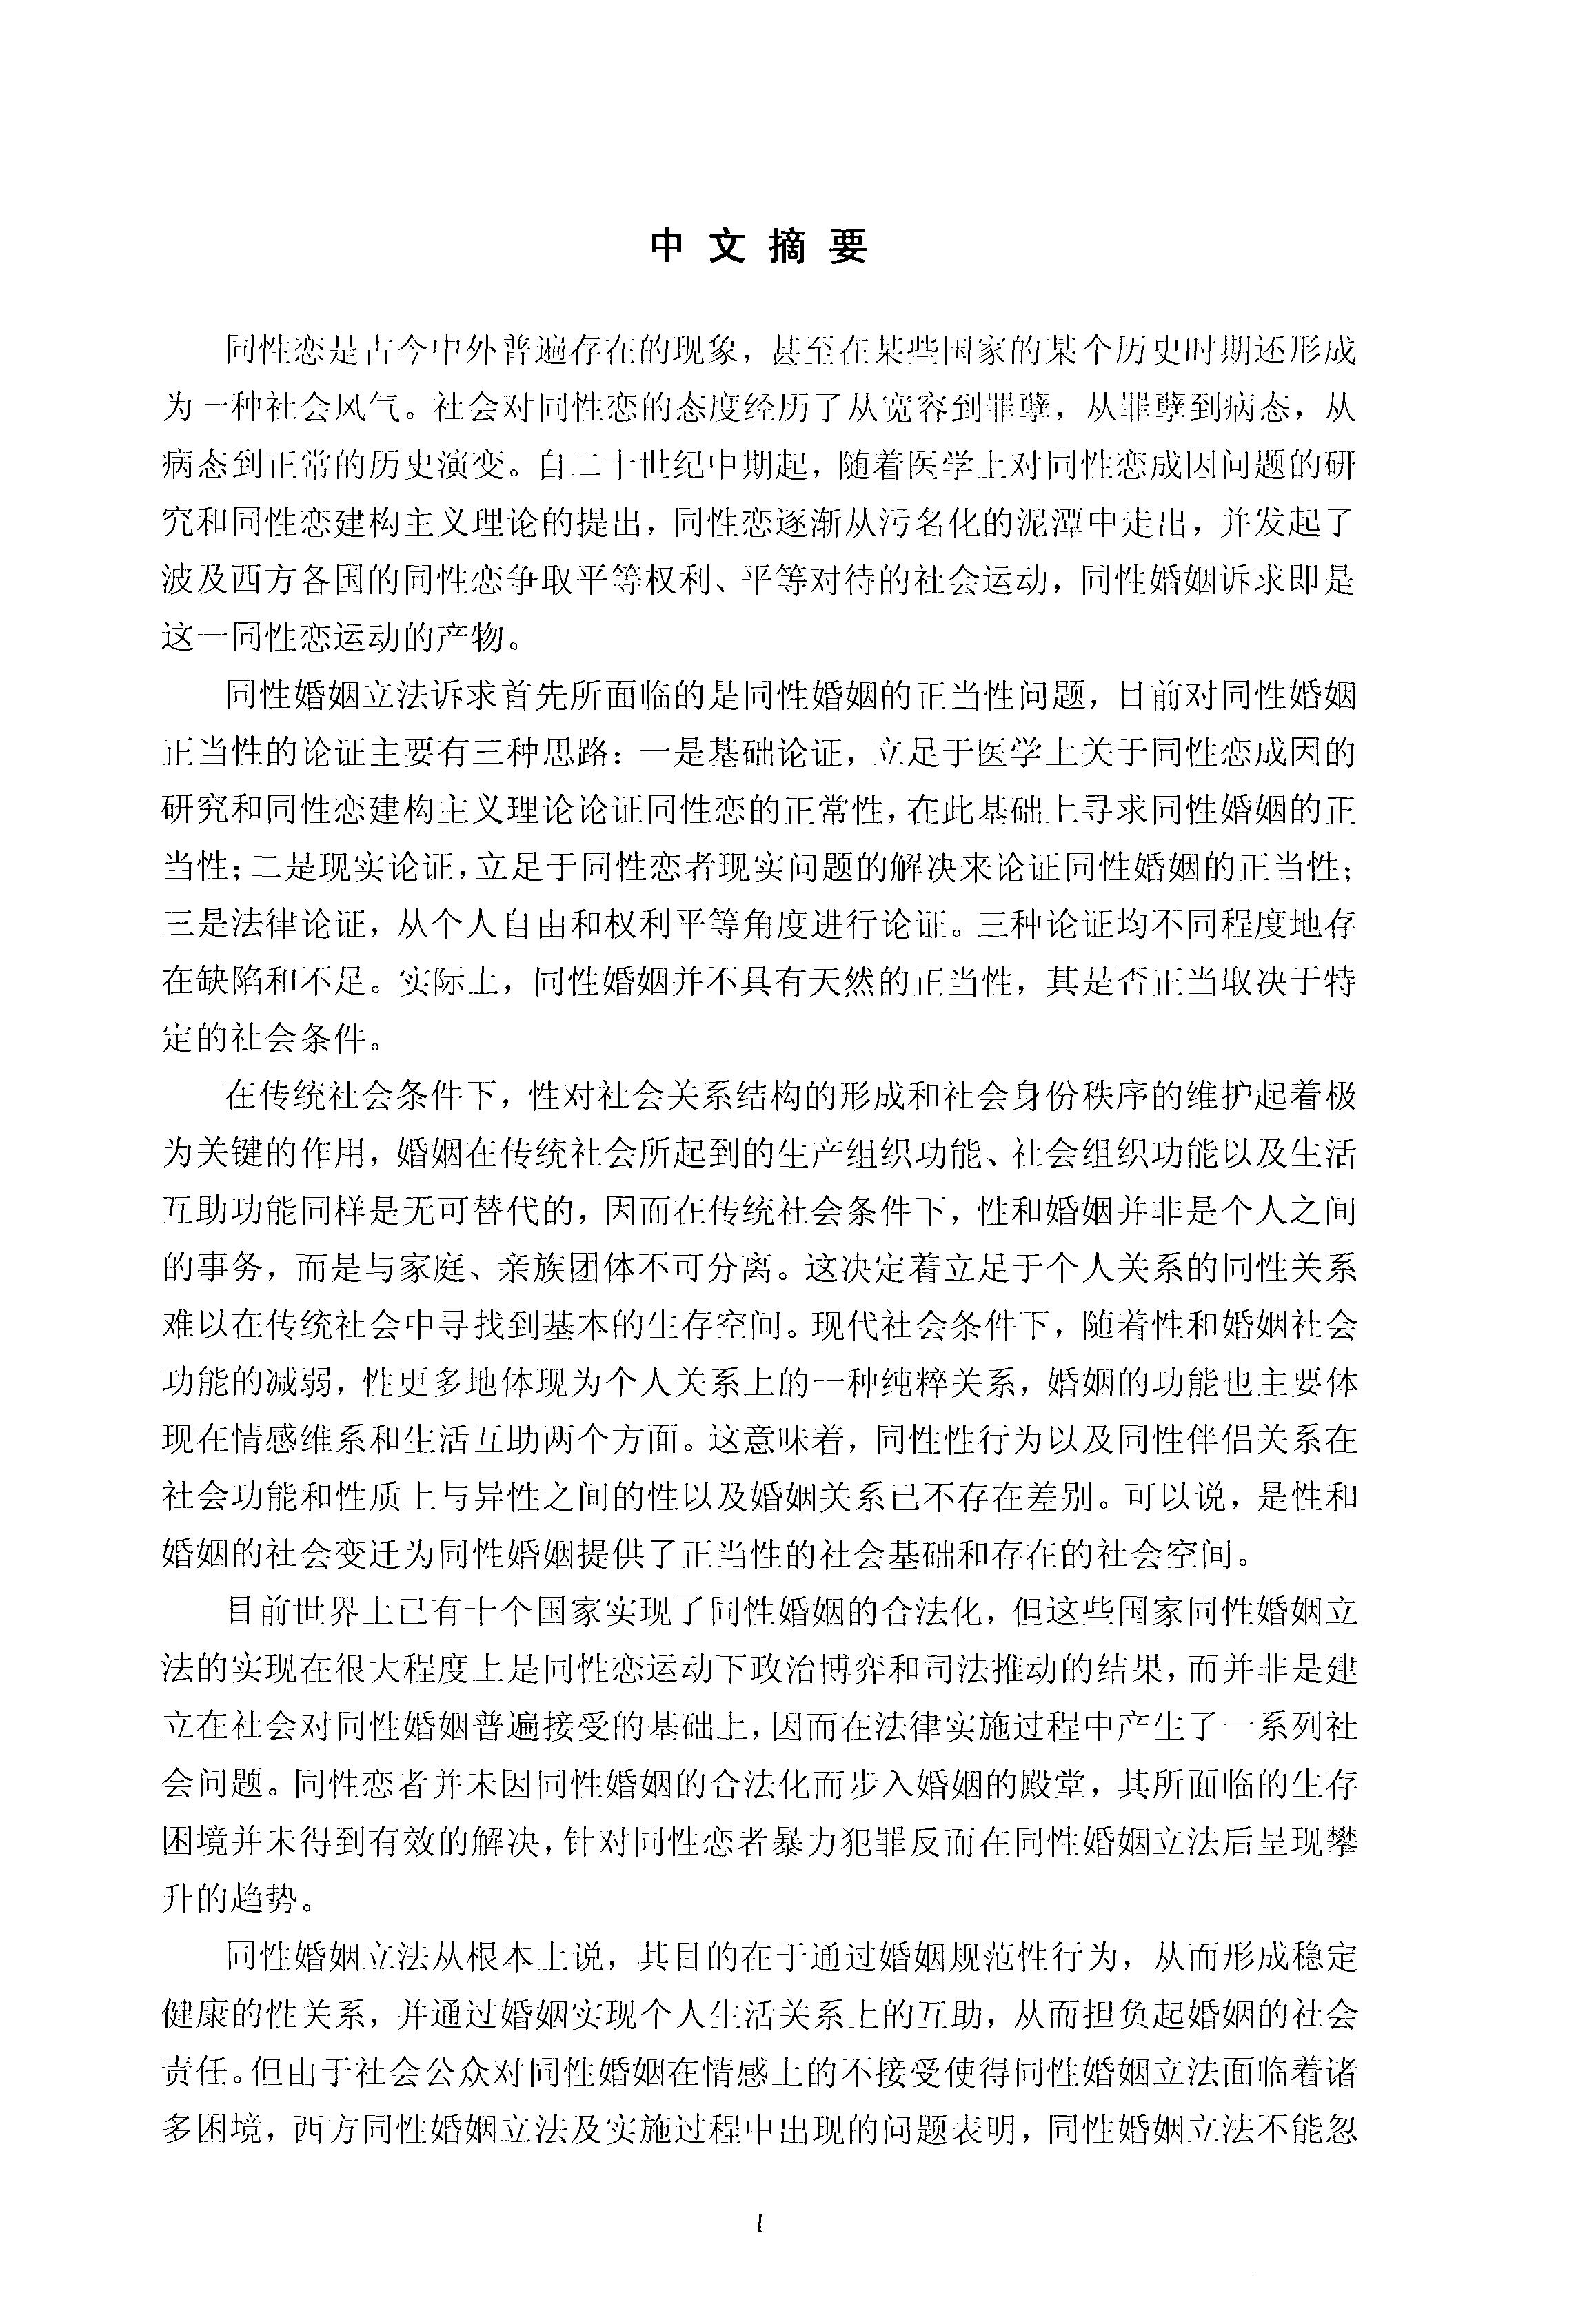 中文摘要
同性恋是古今中外普遍存在的现象，甚至在某些国家的某个历史时期还形成
为一种社会风气。社会对同性恋的态度经历了从宽容到罪孽，从罪孽到病态，从
病态到正常的历史演变。自二十世纪中期起，随着医学上对同性恋成因问题的研
究和同性恋建构主义理论的提出，同性恋逐渐从污名化的泥潭中走出，并发起了
波及西方各国的同性恋争取平等权利、平等对待的社会运动，同性婚姻诉求即是
这一同性恋运动的产物。
同性婚姻立法诉求首先所面临的是同性婚姻的正当性问题，目前对同性婚姻
正当性的论证主要有三种思路：一是基础论证，立足于医学上关于同性恋成因的
研究和同性恋建构主义理论论证同性恋的正常性，在此基础上寻求同性婚姻的正
当性；二是现实论证，立足于同性恋者现实问题的解决来论证同性婚姻的正当性；
三是法律论证，从个人自由和权利平等角度进行论证。三种论证均不同程度地存
在缺陷和不足。实际上，同性婚姻并不具有天然的正当性，其是否正当取决于特
定的社会条件。
在传统社会条件下，性对社会关系结构的形成和社会身份秩序的维护起着极
为关键的作用，婚姻在传统社会所起到的生产组织功能、社会组织功能以及生活
互助功能同样是无可替代的，因而在传统社会条件下，性和婚姻并非是个人之间
的事务，而是与家庭、亲族团体不可分离。这决定着立足于个人关系的同性关系
难以在传统社会中寻找到基本的生存空间。现代社会条件下，随着性和婚姻社会
功能的减弱，性更多地体现为个人关系上的一种纯粹关系，婚姻的功能也主要体
现在情感维系和生活互助两个方面。这意味着，同性性行为以及同性伴侣关系在
社会功能和性质上与异性之间的性以及婚姻关系已不存在差别。可以说，是性和
婚姻的社会变迁为同性婚姻提供了正当性的社会基础和存在的社会空间。
目前世界上已有十个国家实现了同性婚姻的合法化，但这些国家同性婚姻立
法的实现在很大程度上是同性恋运动下政治博弈和司法推动的结果，而并非是建
立在社会对同性婚姻普遍接受的基础上，因而在法律实施过程中产生了一系列社
会问题。同性恋者并未因同性婚姻的合法化而步入婚姻的殿堂，其所面临的生存
困境并未得到有效的解决，针对同性恋者暴力犯罪反而在同性婚姻立法后呈现攀
升的趋势。
同性婚姻立法从根本上说，其目的在于通过婚姻规范性行为，从而形成稳定
健康的性关系，并通过婚姻实现个人生活关系上的互助，从而担负起婚姻的社会
责任。但由于社会公众对同性婚姻在情感上的不接受使得同性婚姻立法面临着诸
多困境，西方同性婚姻立法及实施过程中出现的问题表明，同性婚姻立法不能忽
I